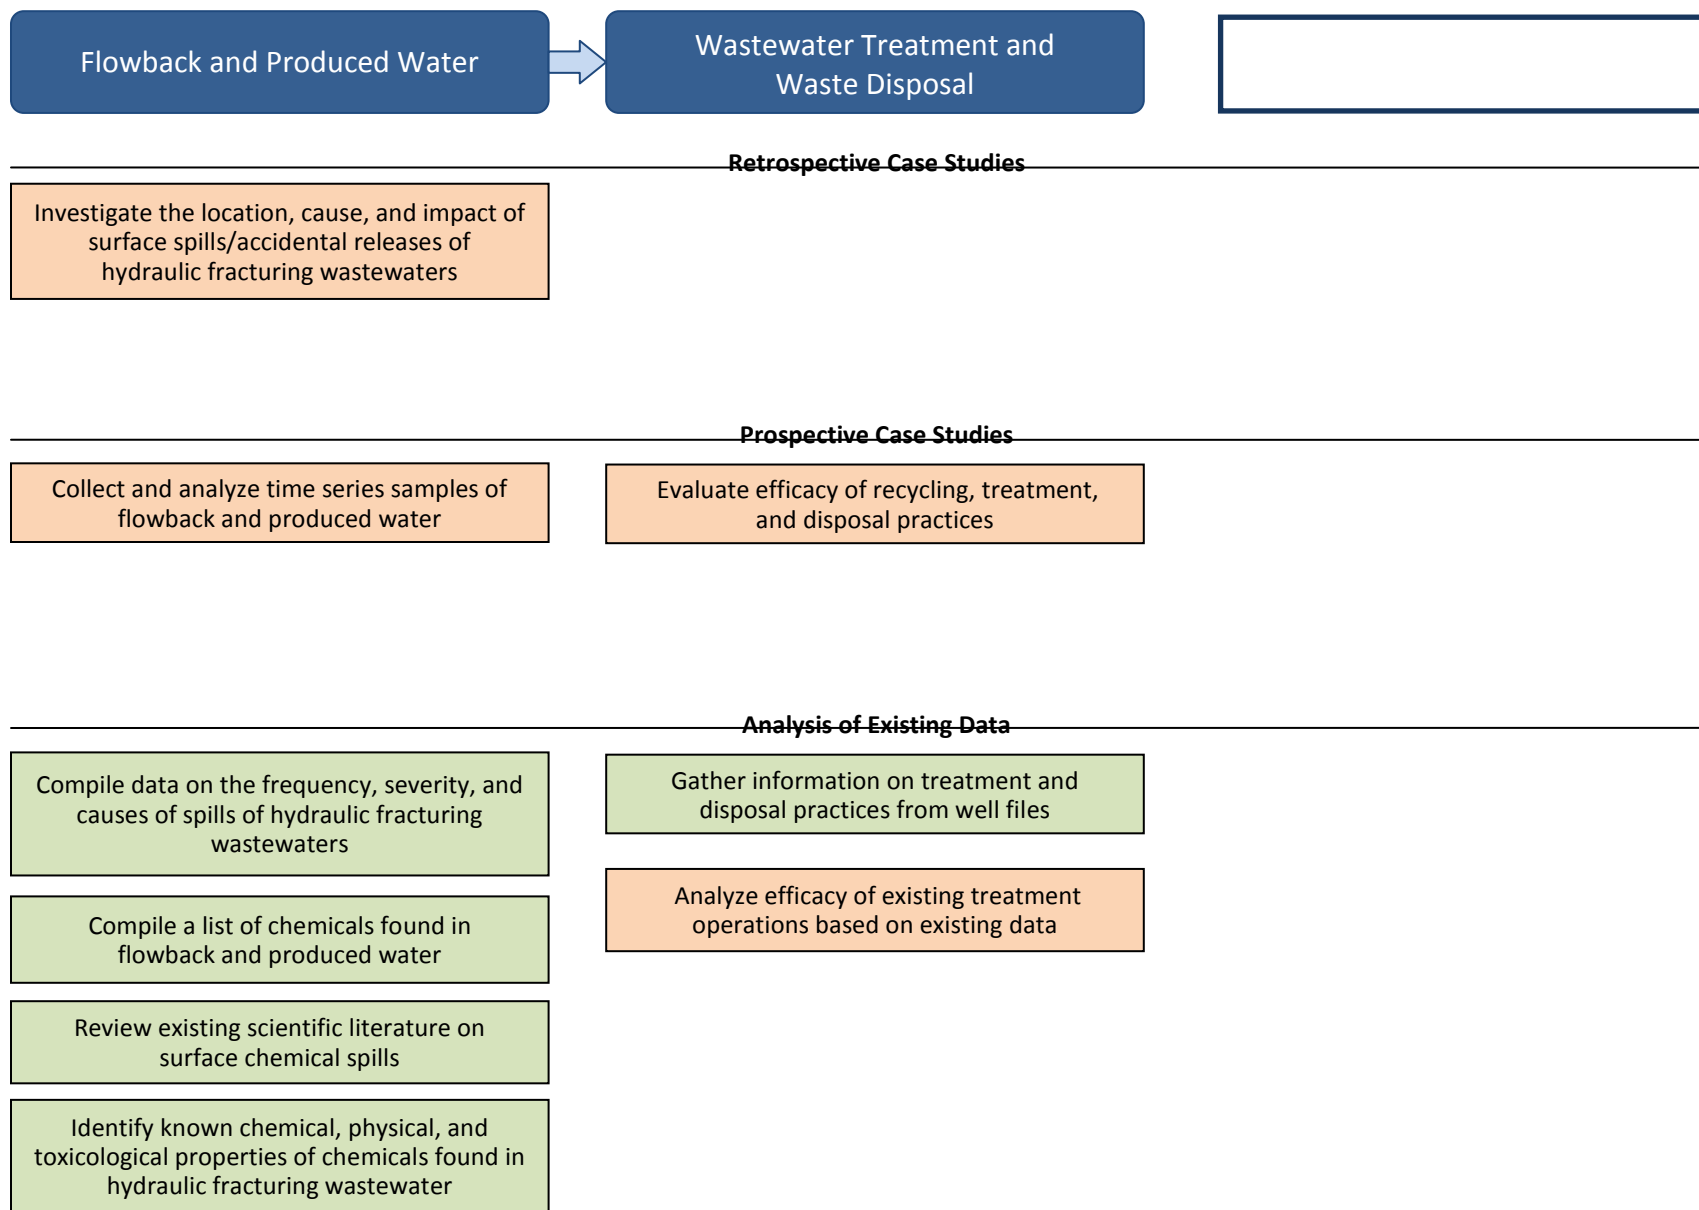 Flowback and Produced Water
Wastewater Treatment and
Waste Disposal
Retrospective Case Studies
Investigate the location, cause, and impact of
surface spills/accidental releases of
hydraulic fracturing wastewaters
Prospective Case Studies
Collect and analyze time series samples of
flowback and produced water
Evaluate efficacy of recycling, treatment,
and disposal practices
Analysis of Existing Data
Compile data on the frequency, severity, and
causes of spills of hydraulic fracturing
wastewaters
Gather information on treatment and
disposal practices from well files
Compile a list of chemicals found in
flowback and produced water
Analyze efficacy of existing treatment
operations based on existing data
Review existing scientific literature on
surface chemical spills
Identify known chemical, physical, and
toxicological properties of chemicals found in
hydraulic fracturing wastewater